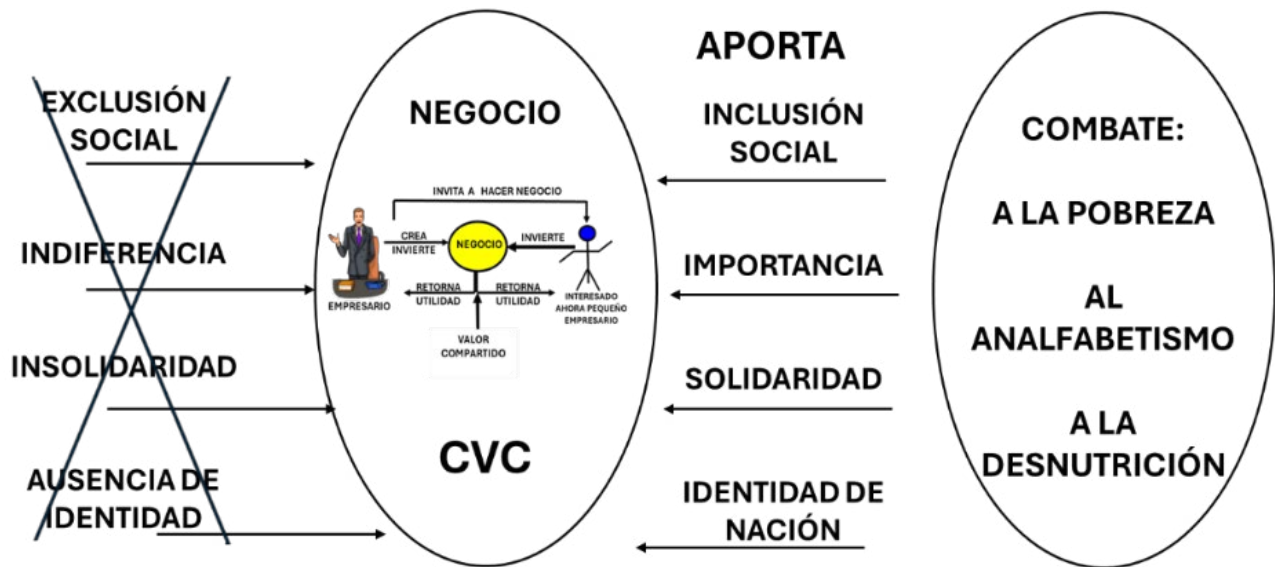 EXCLUSIÓN
SOCIAL
INDIFERENCIA
INSOLIDARIDAD
AUSENCIA DE
IDENTIDAD
NEGOCIO
INVITA A HACER NEGOCIO
CREA
INVIERTE
NEGOCIO
INVIERTE
EMPRESARIO
RETORNA
UTILIDAD
RETORNA
UTILIDAD
INTERESADO
AHORA PEQUEÑO
EMPRESARIO
VALOR
COMPARTIDO
CVC
APORTA
INCLUSIÓN
SOCIAL
IMPORTANCIA
SOLIDARIDAD
IDENTIDAD DE
NACIÓN
COMBATE:
A LA POBREZA
AL
ANALFABETISMO
A LA
DESNUTRICIÓN